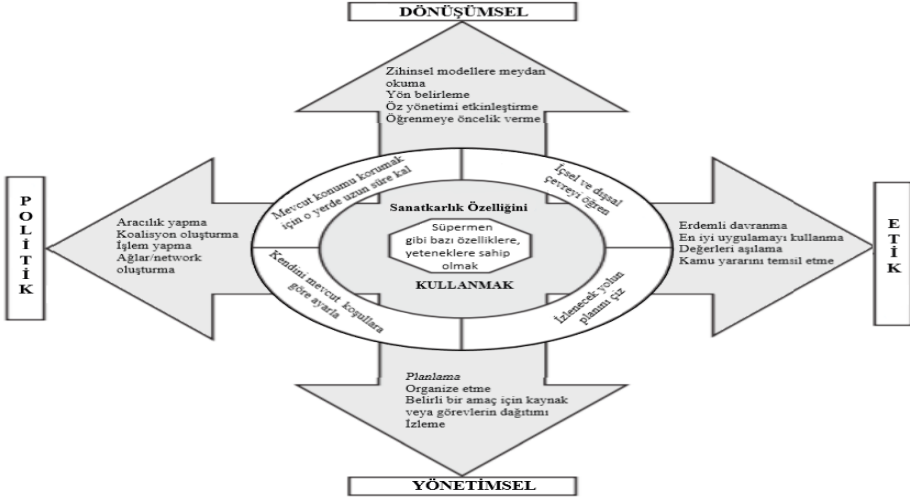 DÖNÜŞÜMSEL
Zihinsel modellere meydan
okuma
Yön belirleme
Öz yönetimi etkinleştirme
Öğrenmeye öncelik verme
POLİTİK
Aracılık yapma
Koalisyon oluşturma
İşlem yapma
Ağlar/network
oluşturma
Mevcut konumu korumak
için o yerde uzun süre kal
İçsel ve dışsal
çevreyi öğren
Sanatkarlık Özelliğini
Süpermen
gibi bazı özelliklere,
yeteneklere sahip
olmak
KULLANMAK
Kendini mevcut koşullara
göre ayarla
İzlenecek yolun
planını çiz
Erdemli davranma
En iyi uygulamayı kullanma
Değerleri aşılama
Kamu yararını temsil etme
ETİK
Planlama
Organize etme
Belirli bir amaç için kaynak
veya görevlerin dağıtımı
İzleme
YÖNETİMSEL